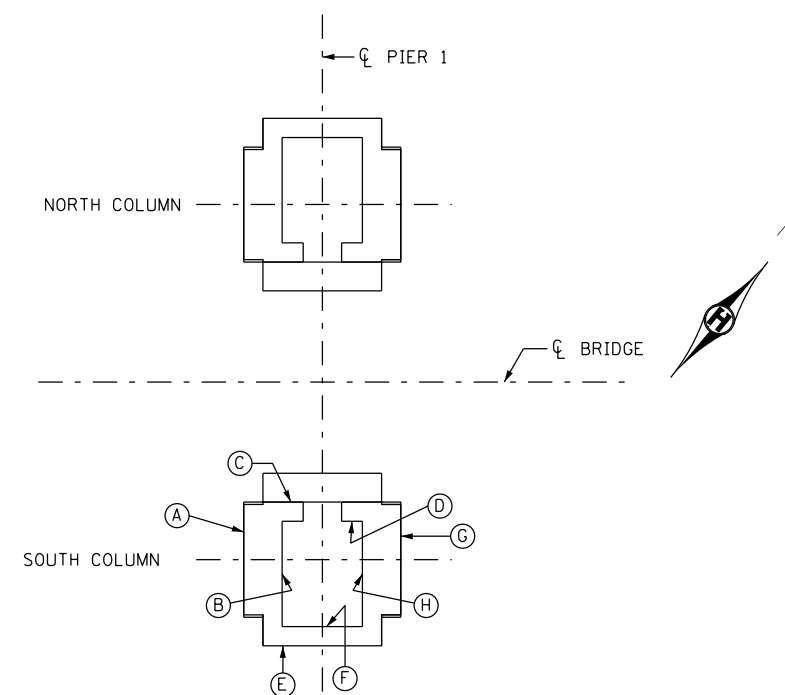 ℄ PIER 1
NORTH COLUMN
℄ BRIDGE
H
C
A
D
G
SOUTH COLUMN
B
H
F
E